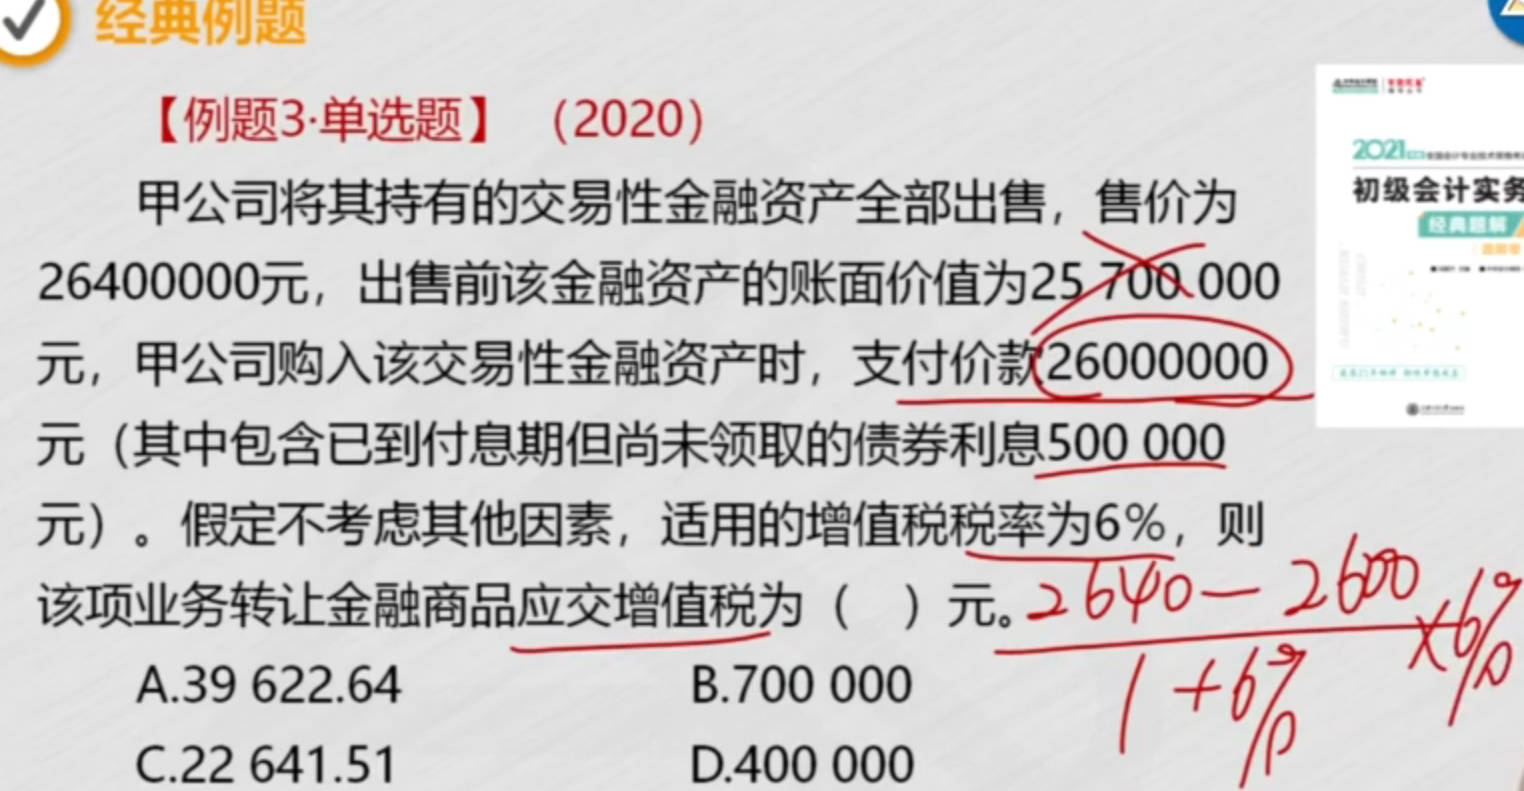 经典例题
【例题3·单选题】（2020）
甲公司将其持有的交易性金融资产全部出售，售价为
26400000元，出售前该金融资产的账面价值为25 700 000
元，甲公司购入该交易性金融资产时，支付价款26000000
元（其中包含已到付息期但尚未领取的债券利息500 000
元）。假定不考虑其他因素，适用的增值税税率为6%，则
该项业务转让金融商品应交增值税为（ ）元。
2640－2600
×6%
1＋6%
A.39 622.64
B.700 000
C.22 641.51
D.400 000
2021
初级会计实务
经典题解